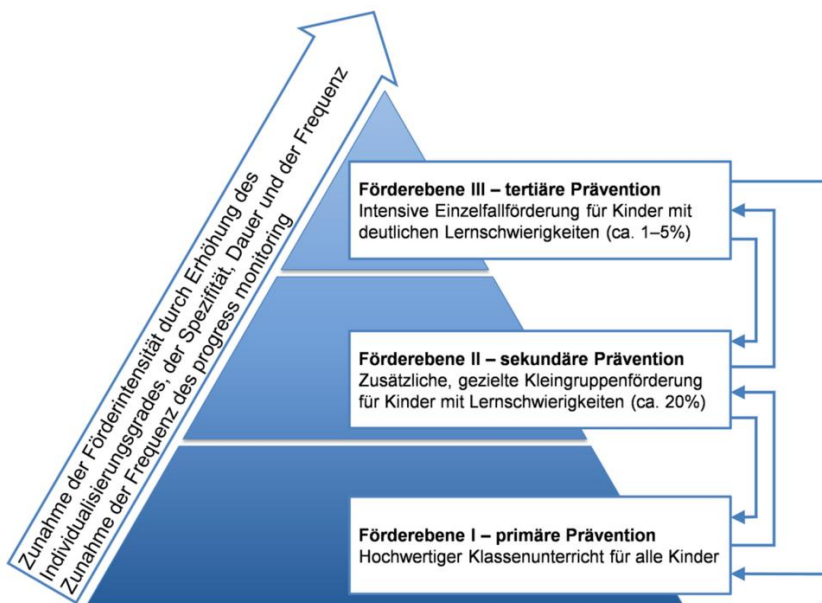 Zunahme der Förderintensität durch Erhöhung des
Individualisierungsgrades, der Spezifität, Dauer und der Frequenz
Zunahme der Frequenz des progress monitoring
Förderebene III – tertiäre Prävention
Intensive Einzelfallförderung für Kinder mit
deutlichen Lernschwierigkeiten (ca. 1–5%)
Förderebene II – sekundäre Prävention
Zusätzliche, gezielte Kleingruppenförderung
für Kinder mit Lernschwierigkeiten (ca. 20%)
Förderebene I – primäre Prävention
Hochwertiger Klassenunterricht für alle Kinder